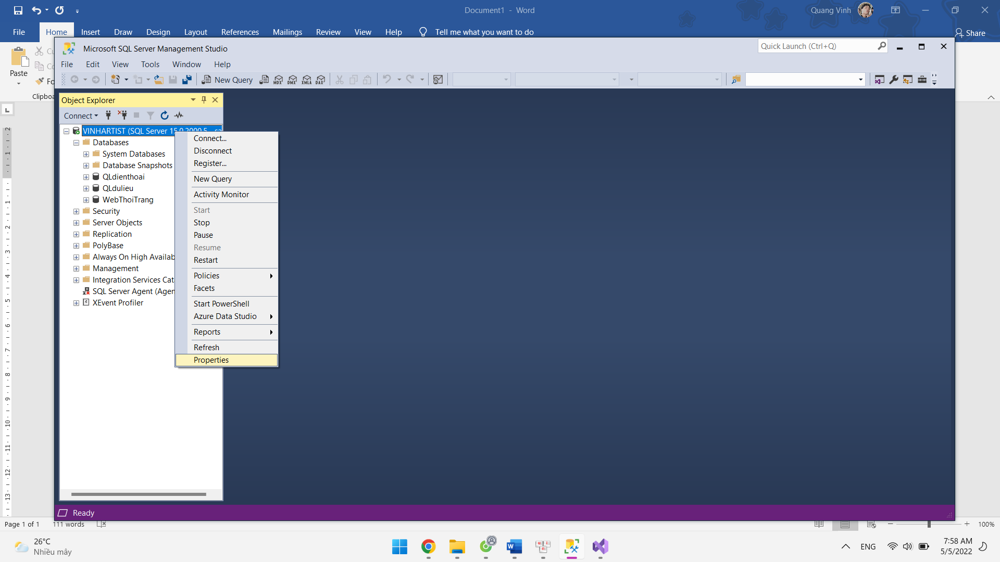 Document1 - Word
Quang Vinh
File Home Insert Draw Design Layout References Mailings Review View Help Tell me what you want to do
Share
Paste
Clipboa
Microsoft SQL Server Management Studio
Quick Launch (Ctrl+Q)
File Edit View Tools Window Help
New Query MDX DMX XMLA DAX
Object Explorer
Connect
VINHARTIST (SQL Server 15.0.2000.5 - sa
Databases
System Databases
Database Snapshots
QLdienthoai
QLdulieu
WebThoiTrang
Security
Server Objects
Replication
PolyBase
Always On High Availab
Management
Integration Services Cat
SQL Server Agent (Agen
XEvent Profiler
Connect...
Disconnect
Register...
New Query
Activity Monitor
Start
Stop
Pause
Resume
Restart
Policies
Facets
Start PowerShell
Azure Data Studio
Reports
Refresh
Properties
Ready
Page 1 of 1 111 words
100%
26°C
Nhiều mây
ENG
7:58 AM
5/5/2022